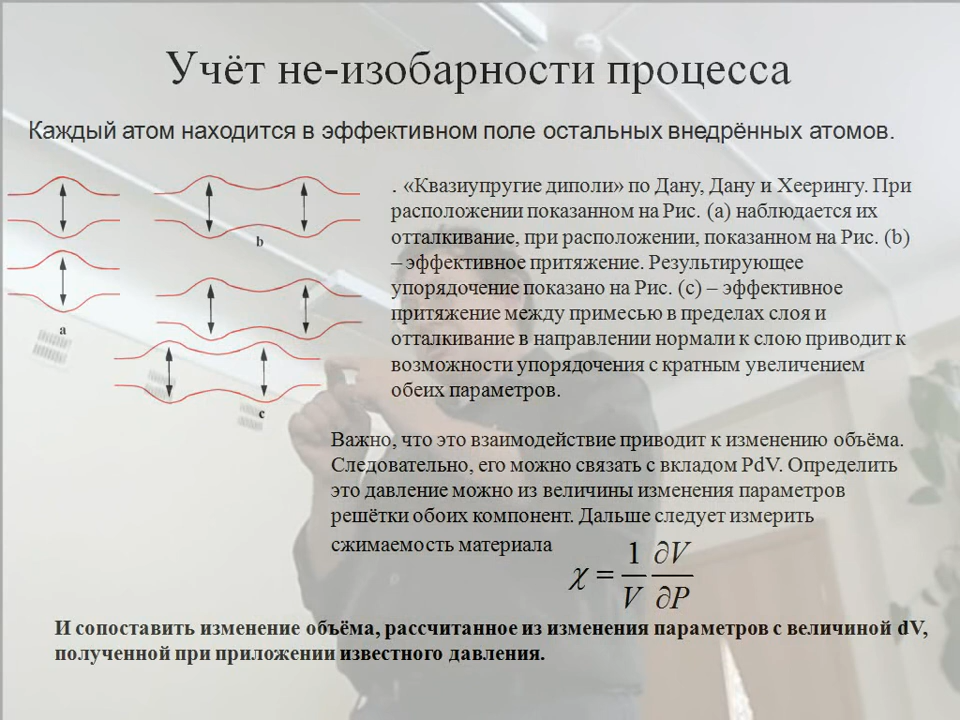 Учёт не-изобарности процесса
Каждый атом находится в эффективном поле остальных внедрённых атомов.
. «Квазиупругие диполи» по Дану, Дану и Хеерингу. При
расположении показанном на Рис. (a) наблюдается их
отталкивание, при расположении, показанном на Рис. (b)
– эффективное притяжение. Результирующее
упорядочение показано на Рис. (c) – эффективное
притяжение между примесью в пределах слоя и
отталкивание в направлении нормали к слою приводит к
возможности упорядочения с кратным увеличением
обеих параметров.
b
a
c
Важно, что это взаимодействие приводит к изменению объёма.
Следовательно, его можно связать с вкладом PdV. Определить
это давление можно из величины изменения параметров
решётки обоих компонент. Дальше следует измерить
сжимаемость материала
χ = 1/V ∂V/∂P
И сопоставить изменение объёма, рассчитанное из изменения параметров с величиной dV,
полученной при приложении известного давления.